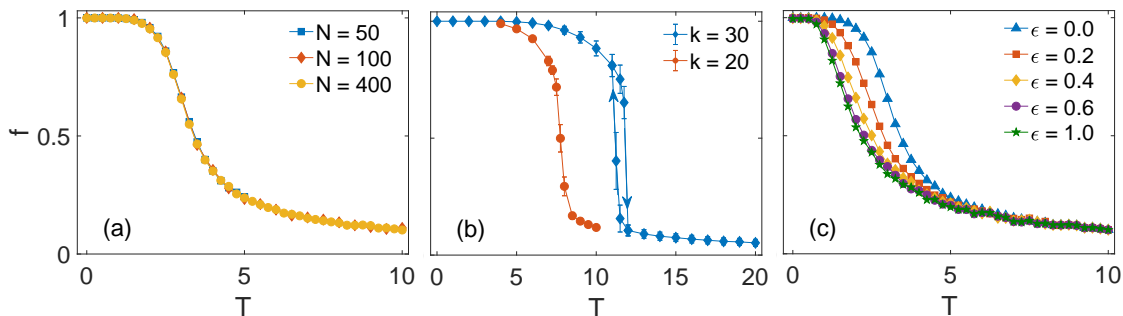 f
1
0.5
0
N = 50
N = 100
N = 400
(a)
0 5 10
T
k = 30
k = 20
(b)
0 5 10 15 20
T
ϵ = 0.0
ϵ = 0.2
ϵ = 0.4
ϵ = 0.6
ϵ = 1.0
(c)
0 5 10
T